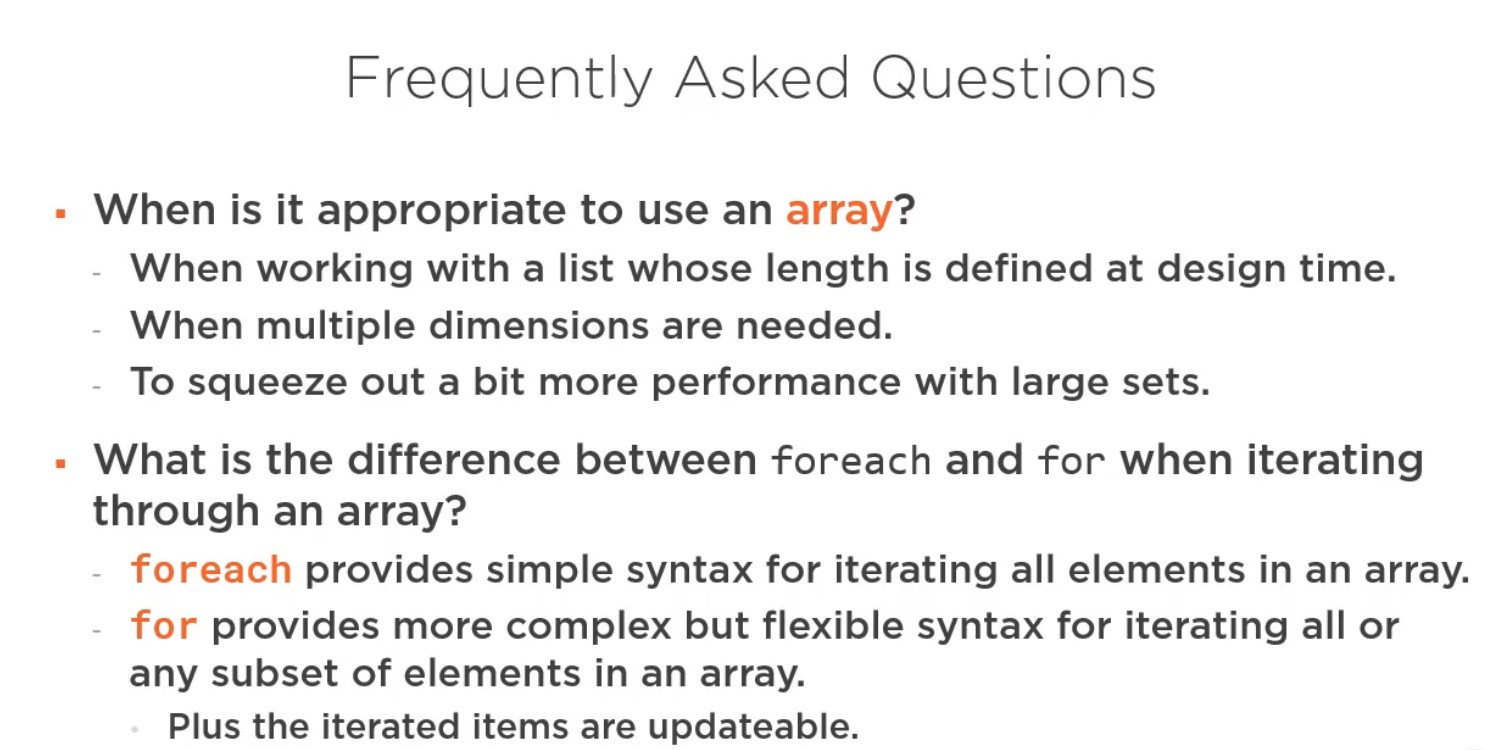 Frequently Asked Questions
▪ When is it appropriate to use an array?
- When working with a list whose length is defined at design time.
- When multiple dimensions are needed.
- To squeeze out a bit more performance with large sets.
▪ What is the difference between foreach and for when iterating
through an array?
- foreach provides simple syntax for iterating all elements in an array.
- for provides more complex but flexible syntax for iterating all or
any subset of elements in an array.
• Plus the iterated items are updateable.